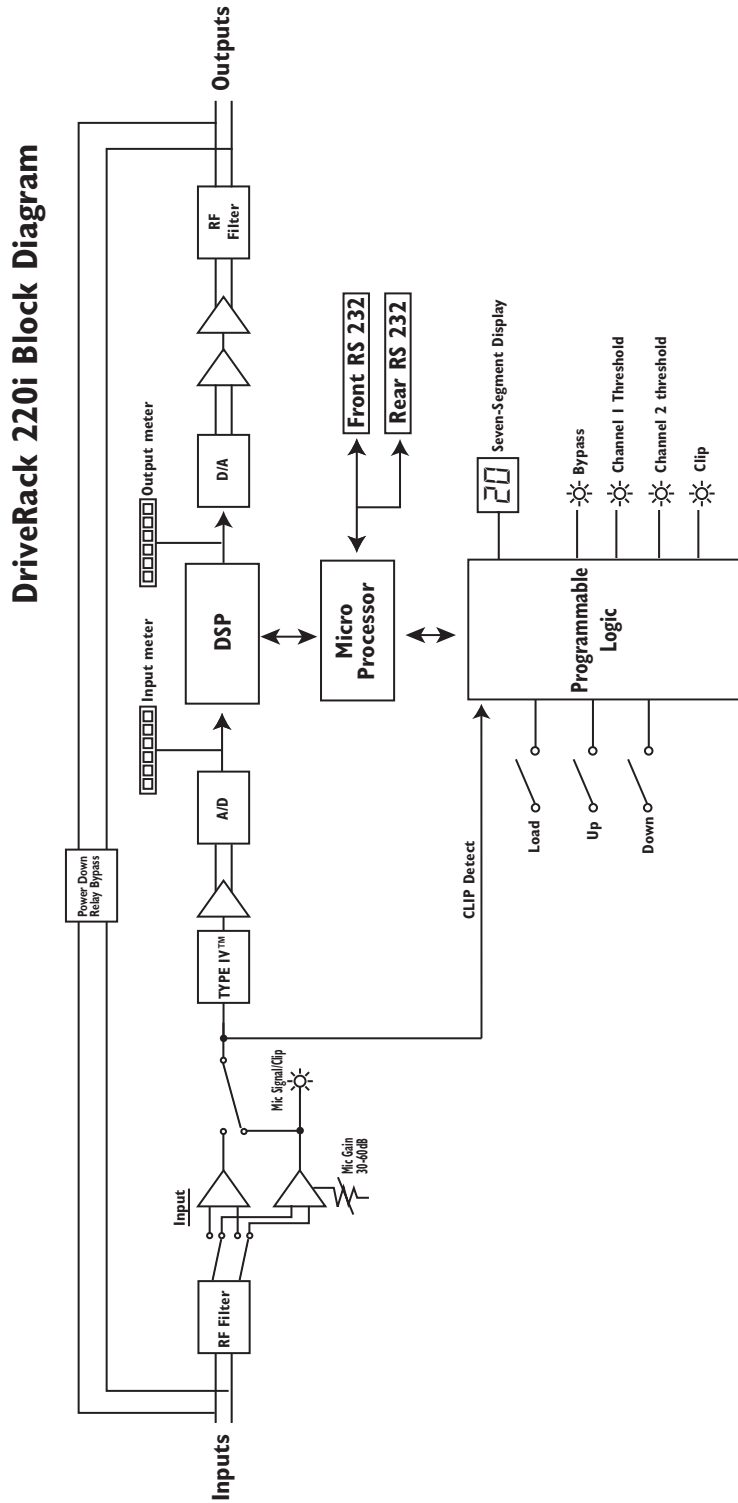 DriveRack 220i Block Diagram
Power Down
Relay Bypass
Inputs
RF Filter
Input
Mic Gain
30-60dB
Mic Signal/Clip
TYPE IV™
A/D
Input meter
DSP
Output meter
D/A
RF
Filter
Outputs
CLIP Detect
Micro
Processor
Front RS 232
Rear RS 232
Load
Up
Down
Programmable
Logic
20
Seven-Segment Display
Bypass
Channel 1 Threshold
Channel 2 threshold
Clip